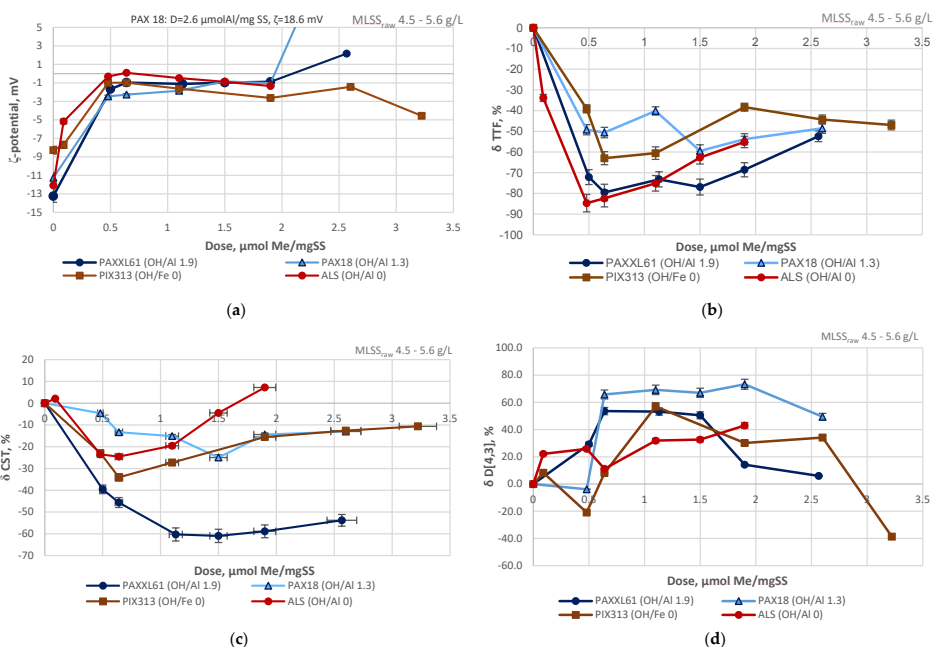 PAX 18: D=2.6 µmolAl/mg SS, ζ=18.6 mV
MLSSraw 4.5 - 5.6 g/L
5
3
1
-1
-3
-5
-7
-9
-11
-13
-15
ζ-potential, mV
0 0.5 1 1.5 2 2.5 3 3.5
Dose, µmol Me/mgSS
PAXXL61 (OH/Al 1.9) PAX18 (OH/Al 1.3)
PIX313 (OH/Fe 0) ALS (OH/Al 0)
(a)
MLSSraw 4.5 - 5.6 g/L
0 0.5 1 1.5 2 2.5 3 3.5
0
-10
-20
-30
-40
-50
-60
-70
-80
-90
-100
δ TTF, %
Dose, µmol Me/mgSS
PAXXL61 (OH/Al 1.9) PAX18 (OH/Al 1.3)
PIX313 (OH/Fe 0) ALS (OH/Al 0)
(b)
MLSSraw 4.5 - 5.6 g/L
20
10
0
-10
-20
-30
-40
-50
-60
-70
δ CST, %
0.0 0.5 1.0 1.5 2.0 2.5 3.0 3.5
Dose, µmol Me/mgSS
PAXXL61 (OH/Al 1.9) PAX18 (OH/Al 1.3)
PIX313 (OH/Fe 0) ALS (OH/Al 0)
(c)
MLSSraw 4.5 - 5.6 g/L
100.0
80.0
60.0
40.0
20.0
0.0
-20.0
-40.0
-60.0
δ D[4,3], %
0 0.5 1 1.5 2 2.5 3 3.5
Dose, µmol Me/mgSS
PAXXL61 (OH/Al 1.9) PAX18 (OH/Al 1.3)
PIX313 (OH/Fe 0) ALS (OH/Al 0)
(d)